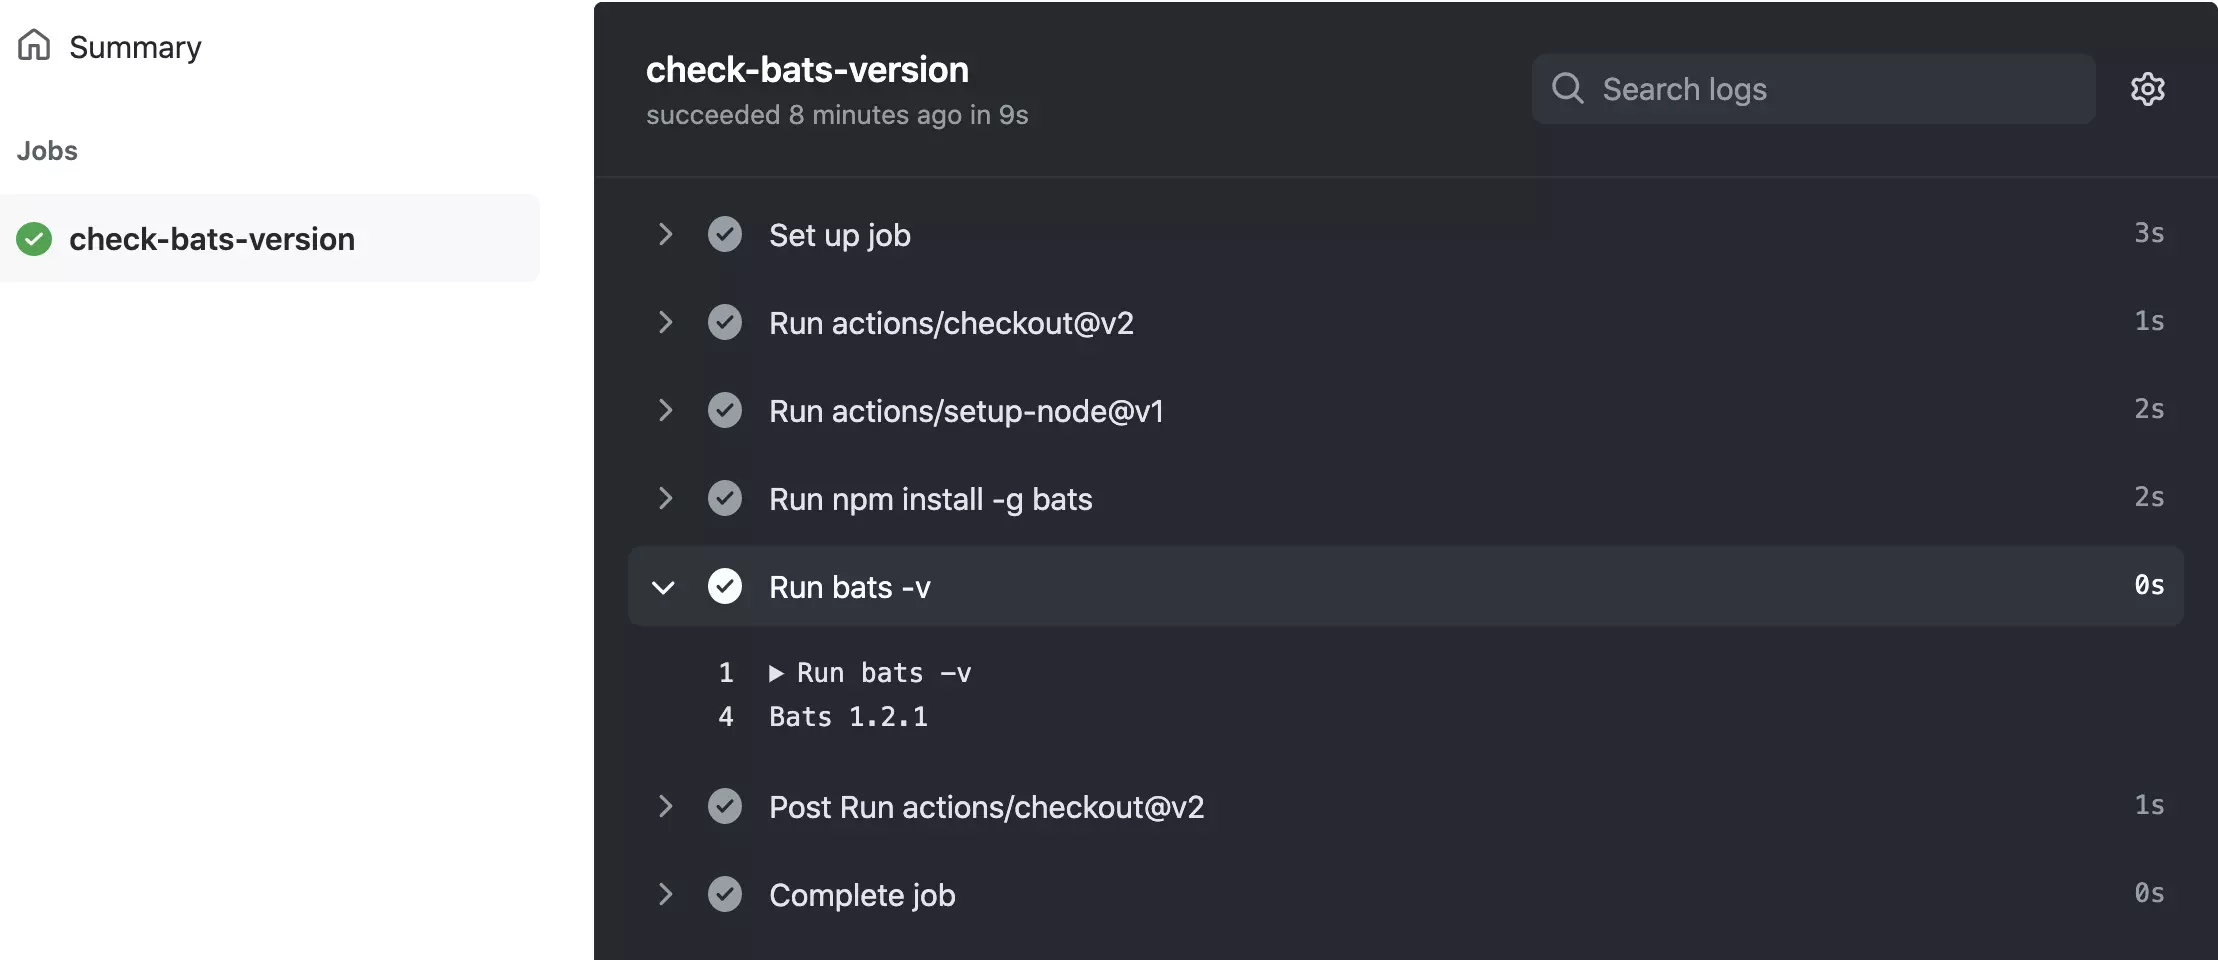 Summary
Jobs
check-bats-version
check-bats-version
succeeded 8 minutes ago in 9s
Search logs
Set up job 3s
Run actions/checkout@v2 1s
Run actions/setup-node@v1 2s
Run npm install -g bats 2s
Run bats -v 0s
1 ▶ Run bats -v
4 Bats 1.2.1
Post Run actions/checkout@v2 1s
Complete job 0s